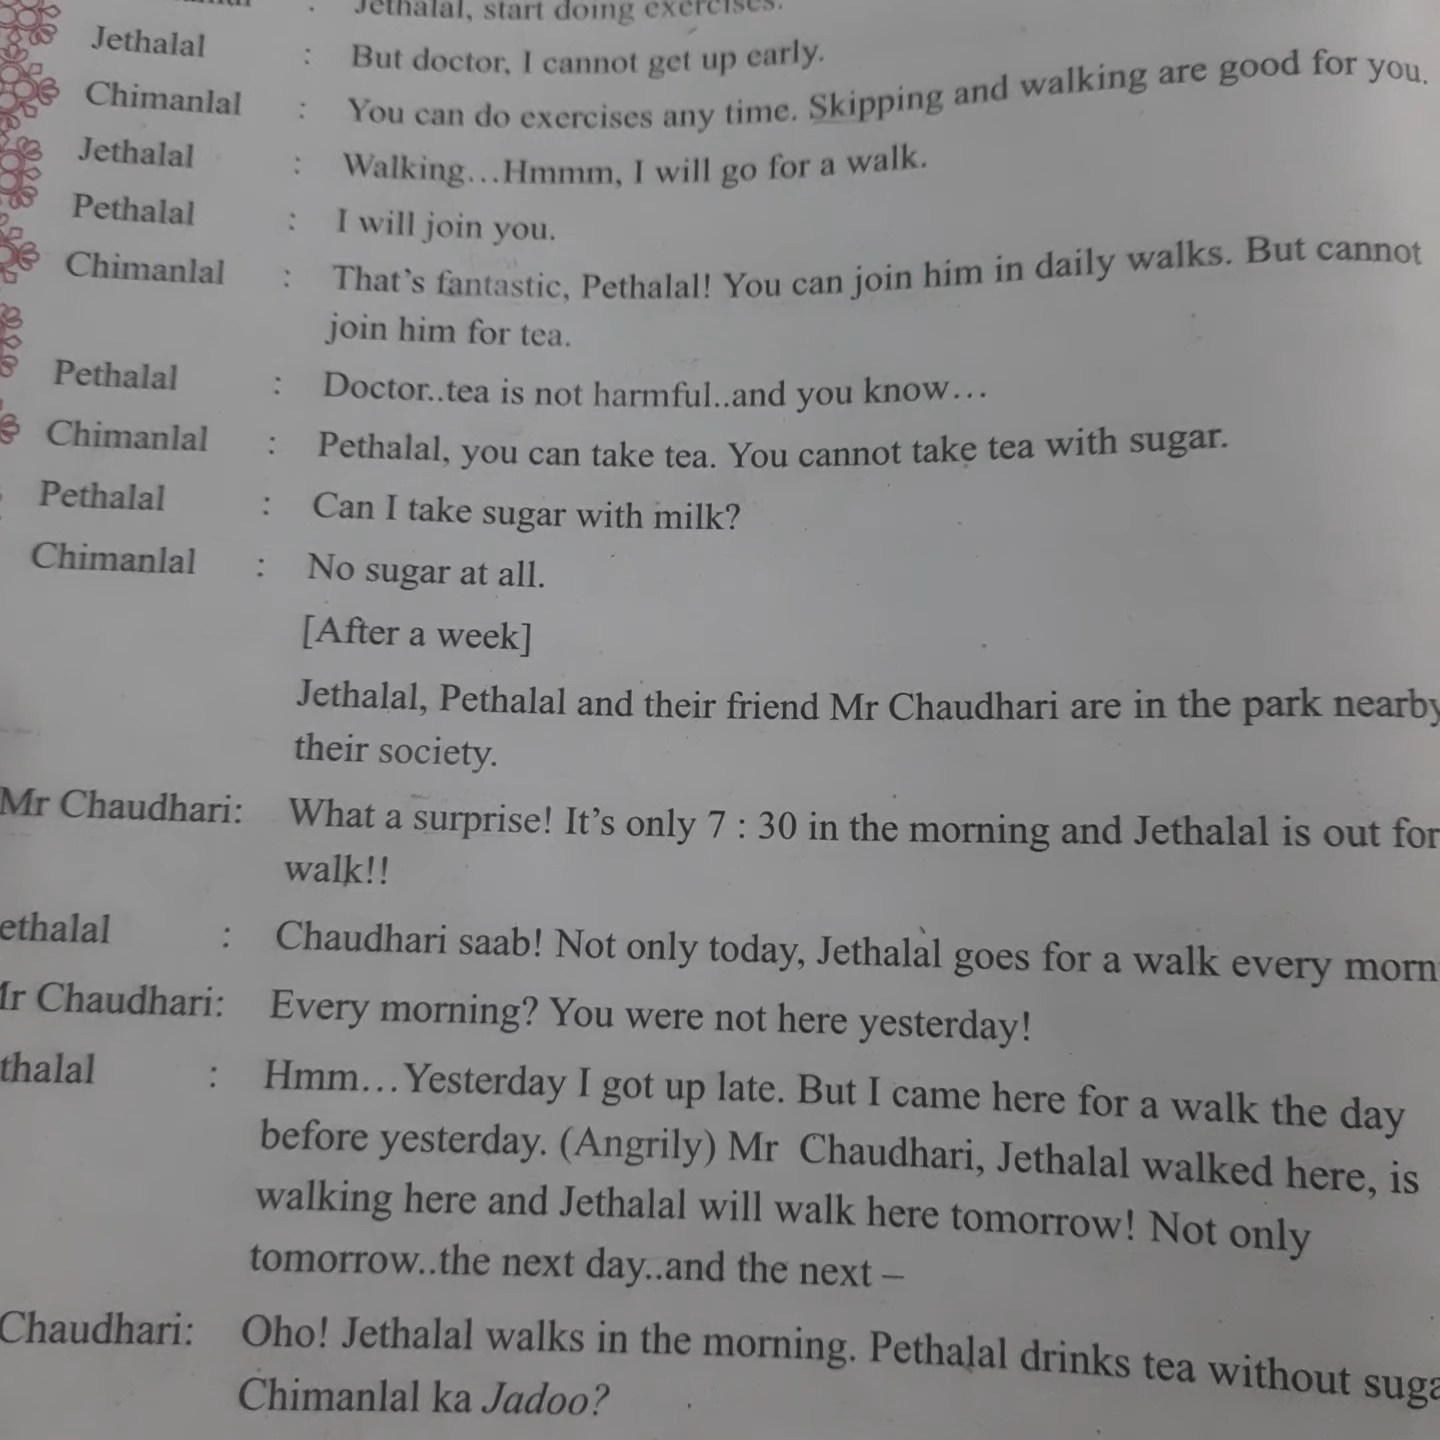 Jethalal, start doing exercises.
Jethalal : But doctor, I cannot get up early.
Chimanlal : You can do exercises any time. Skipping and walking are good for you.
Jethalal : Walking...Hmmm, I will go for a walk.
Pethalal : I will join you.
Chimanlal : That's fantastic, Pethalal! You can join him in daily walks. But cannot
join him for tea.
Pethalal : Doctor..tea is not harmful..and you know...
Chimanlal : Pethalal, you can take tea. You cannot take tea with sugar.
Pethalal : Can I take sugar with milk?
Chimanlal : No sugar at all.
[After a week]
Jethalal, Pethalal and their friend Mr Chaudhari are in the park nearby
their society.
Mr Chaudhari: What a surprise! It's only 7 : 30 in the morning and Jethalal is out for
walk!!
ethalal : Chaudhari saab! Not only today, Jethalal goes for a walk every morn
Mr Chaudhari: Every morning? You were not here yesterday!
thalal : Hmm...Yesterday I got up late. But I came here for a walk the day
before yesterday. (Angrily) Mr Chaudhari, Jethalal walked here, is
walking here and Jethalal will walk here tomorrow! Not only
tomorrow..the next day..and the next –
Chaudhari: Oho! Jethalal walks in the morning. Pethalal drinks tea without suga
Chimanlal ka Jadoo?